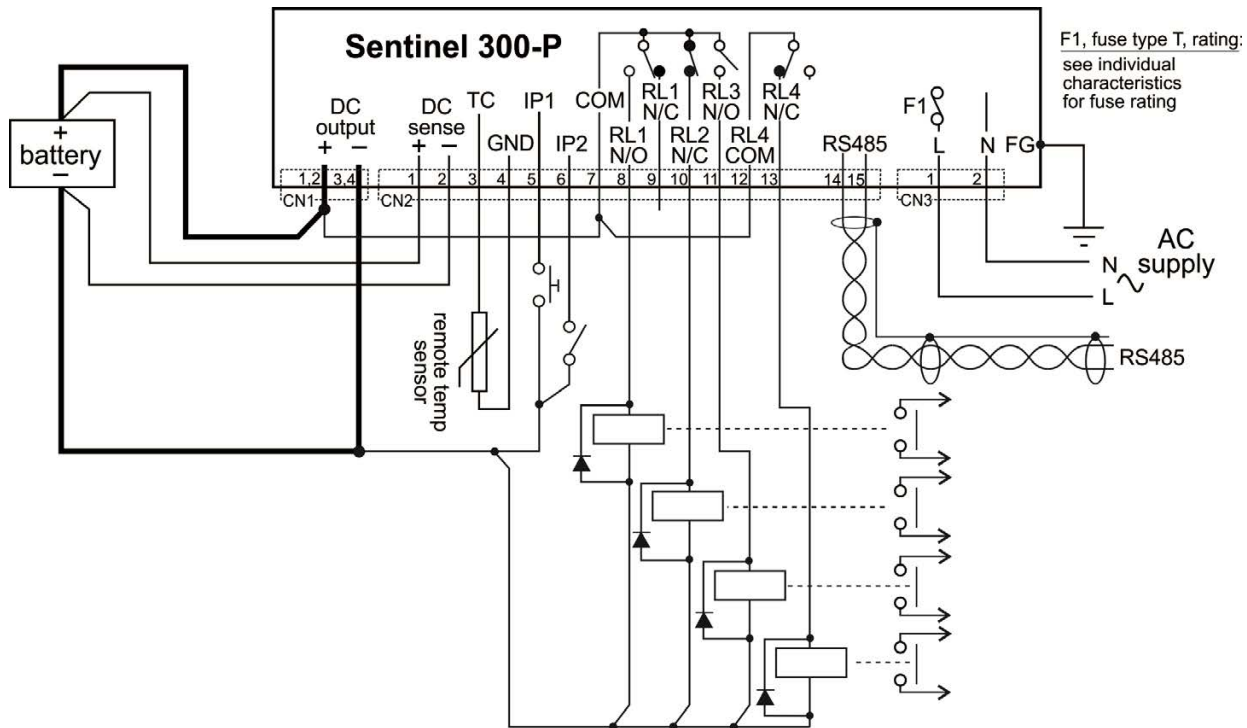 Sentinel 300-P
F1, fuse type T, rating:
see individual
characteristics
for fuse rating
+
battery
−
DC
output
+ −
DC
sense
+ −
TC
GND
IP1
IP2
COM
RL1
N/O
RL1
N/C
RL2
N/C
RL3
N/O
RL4
COM
RL4
N/C
RS485
F1
L
N
FG
1,2 3,4
CN1
1 2 3 4 5 6 7 8 9 10 11 12 13 14 15
CN2
1 2
CN3
AC
supply
N
L
RS485
remote temp
sensor